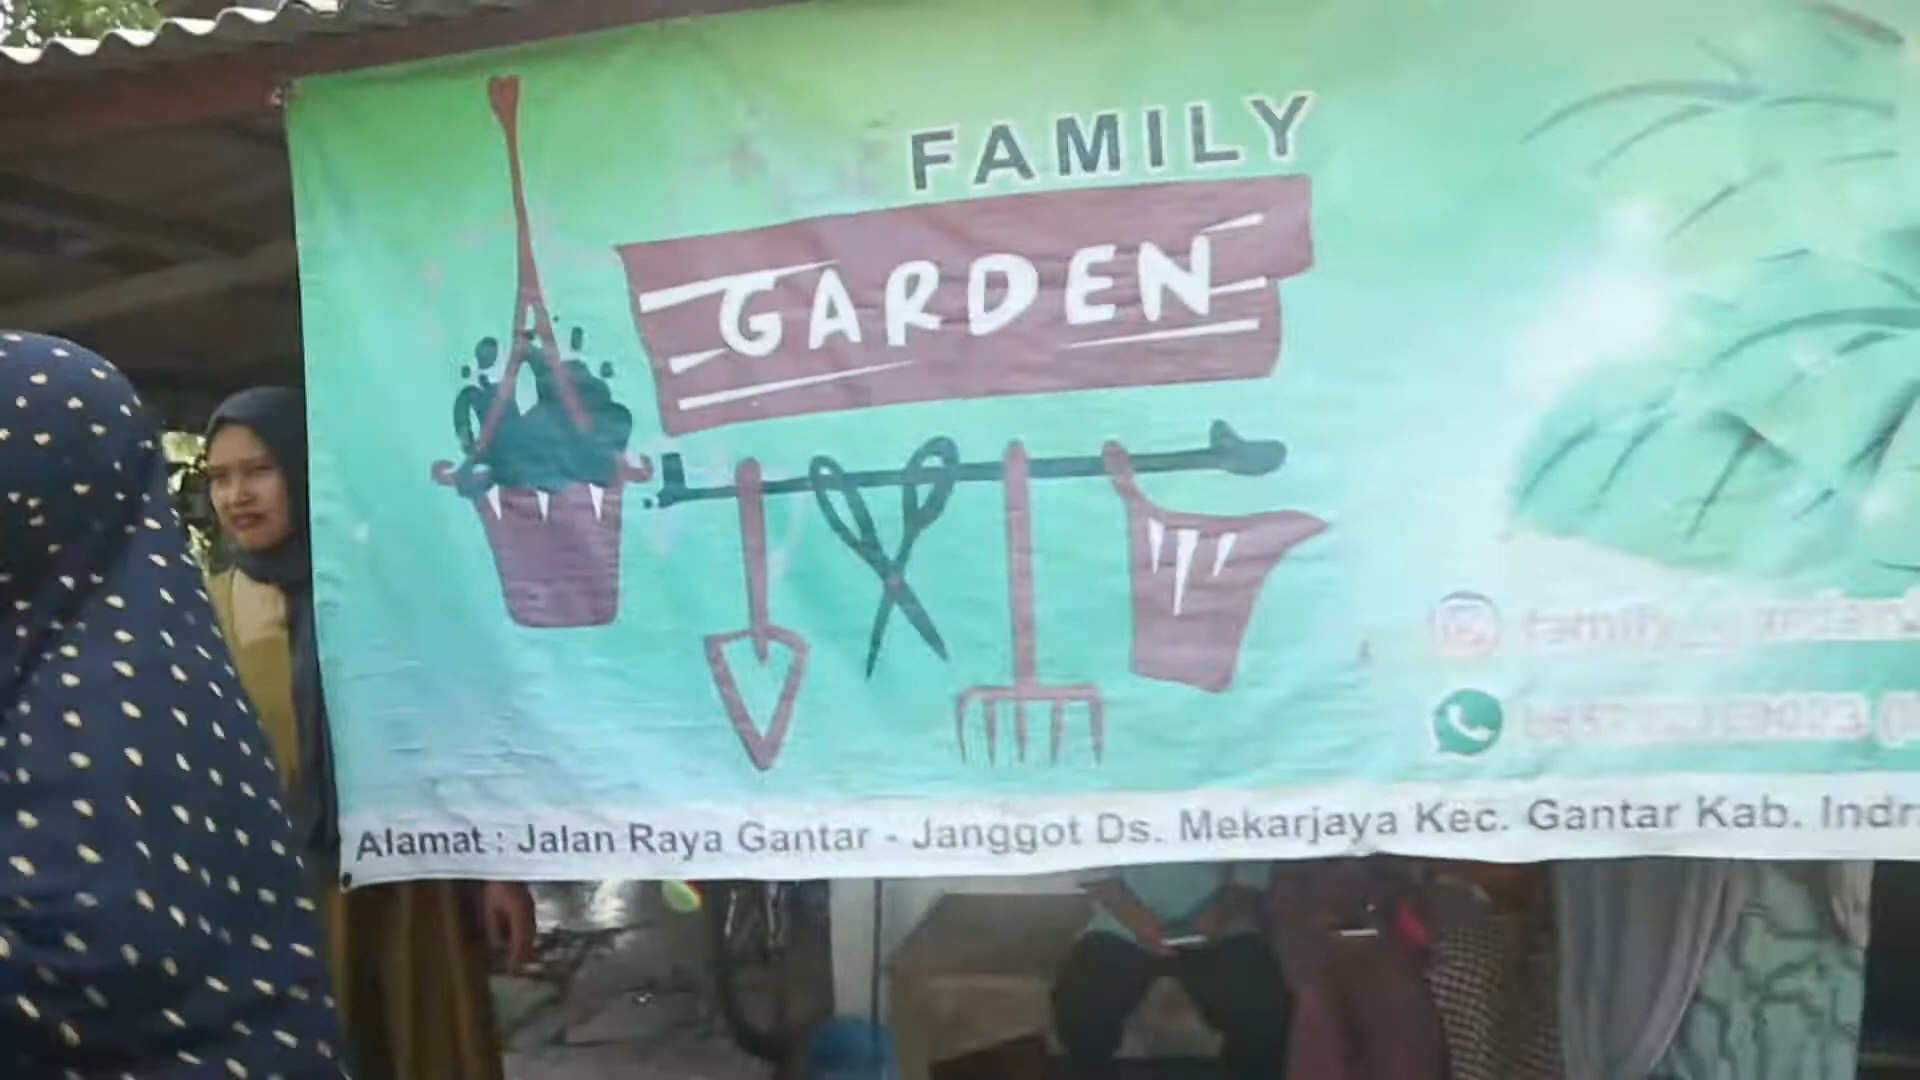 FAMILY
GARDEN
Alamat : Jalan Raya Gantar - Janggot Ds. Mekarjaya Kec. Gantar Kab.